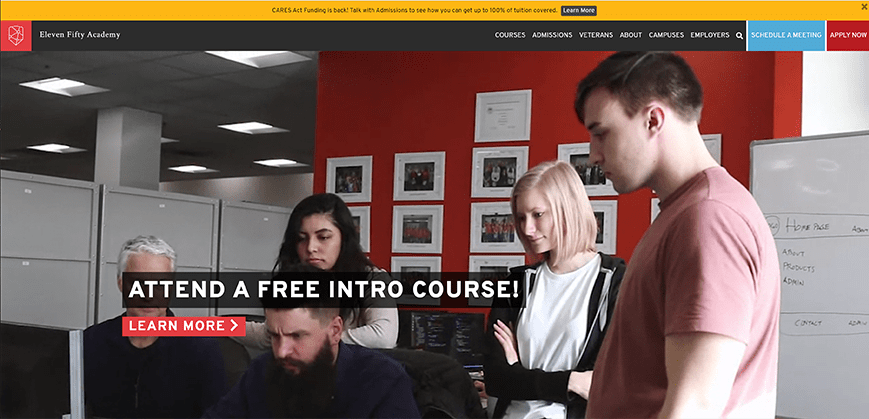 CARES Act Funding is back! Talk with Admissions to see how you can get up to 100% of tuition covered. Learn More
Eleven Fifty Academy COURSES ADMISSIONS VETERANS ABOUT CAMPUSES EMPLOYERS SCHEDULE A MEETING APPLY NOW
HOME PAGE ADMIN
ABOUT
PRODUCTS
ADMIN
ATTEND A FREE INTRO COURSE!
LEARN MORE
CONTACT ADMIN